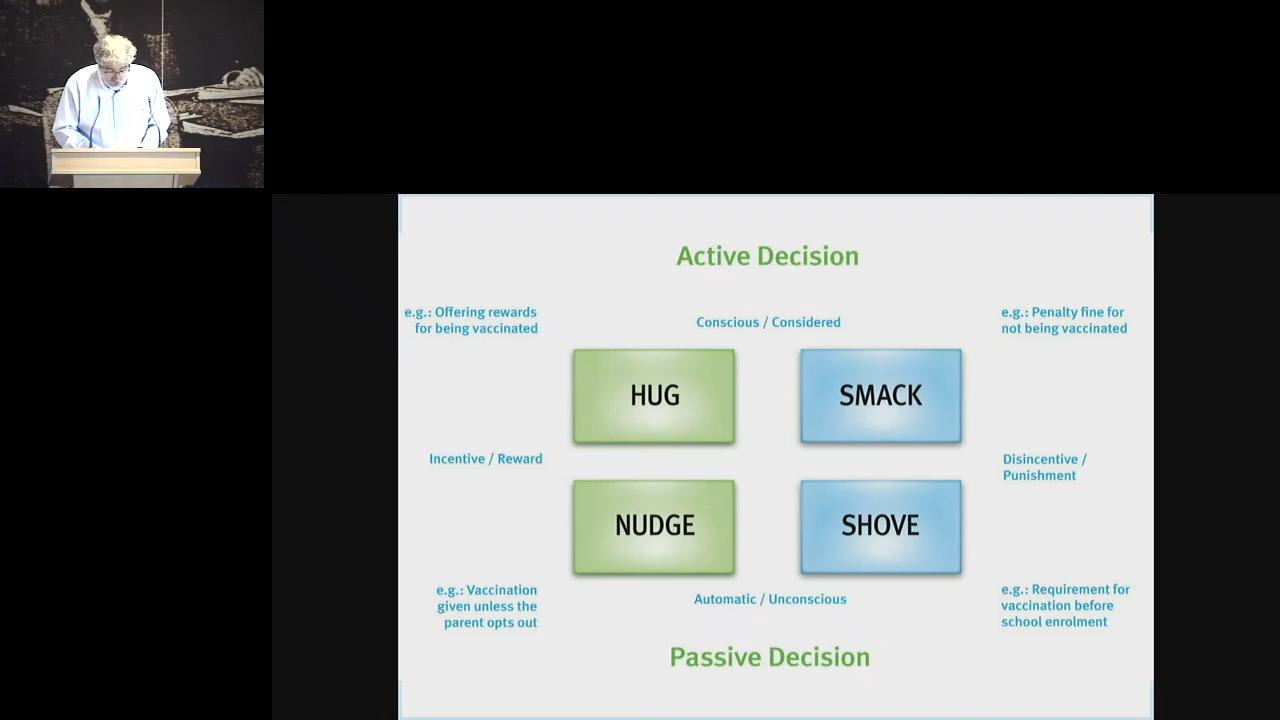 Active Decision
e.g.: Offering rewards
for being vaccinated
Conscious / Considered
e.g.: Penalty fine for
not being vaccinated
HUG
SMACK
Incentive / Reward
Disincentive /
Punishment
NUDGE
SHOVE
e.g.: Vaccination
given unless the
parent opts out
Automatic / Unconscious
e.g.: Requirement for
vaccination before
school enrolment
Passive Decision